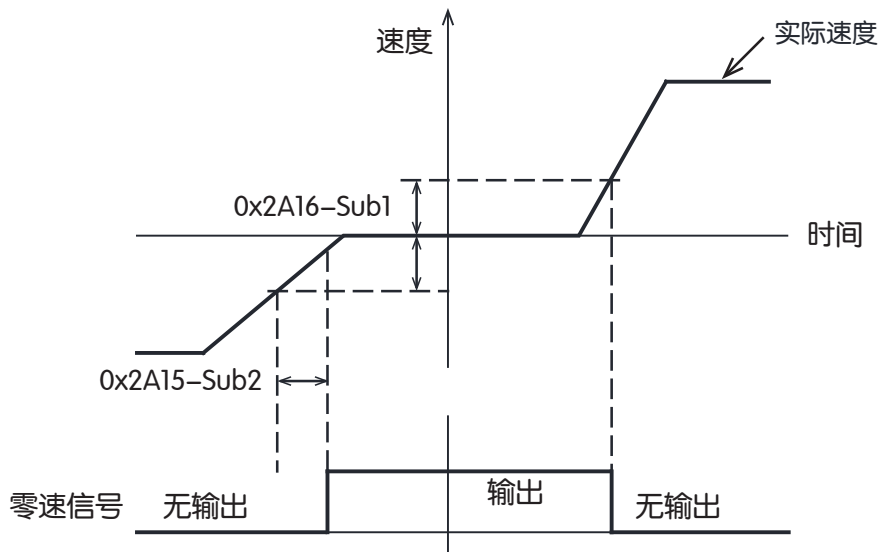 速度
实际速度
0x2A16-Sub1
时间
0x2A15-Sub2
零速信号
无输出
输出
无输出